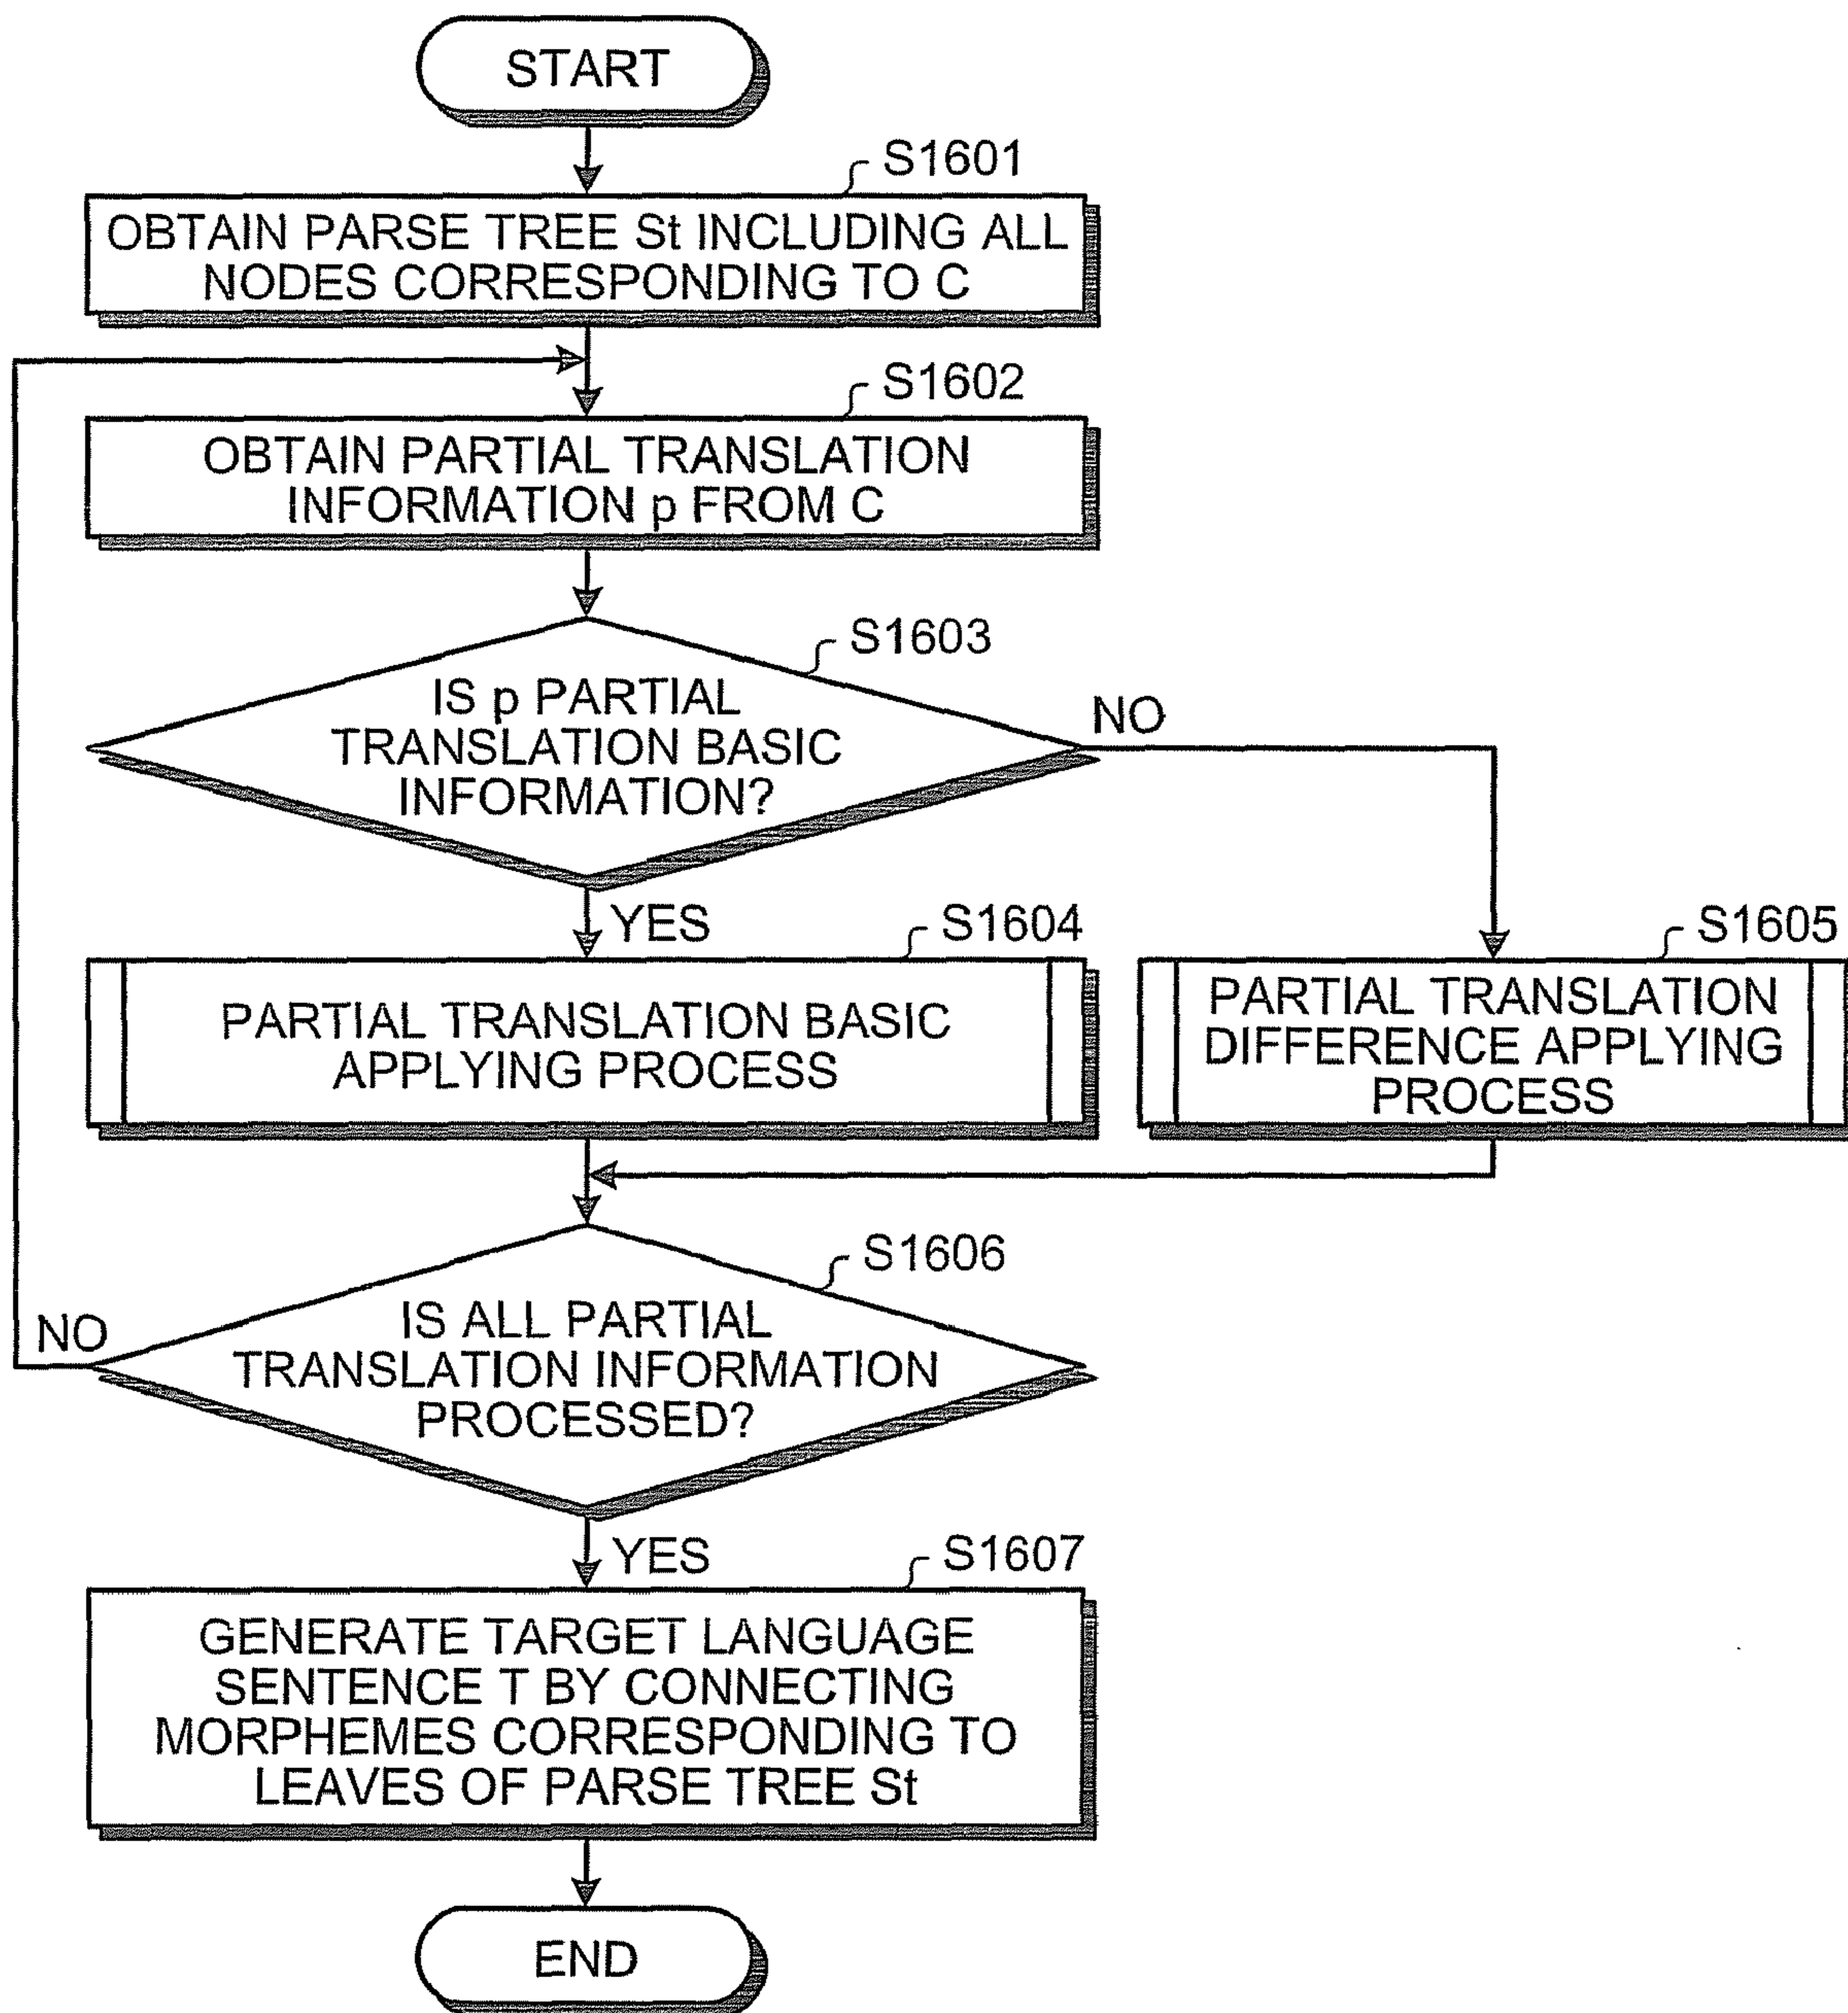 START
S1601
OBTAIN PARSE TREE St INCLUDING ALL
NODES CORRESPONDING TO C
S1602
OBTAIN PARTIAL TRANSLATION
INFORMATION p FROM C
S1603
IS p PARTIAL
TRANSLATION BASIC
INFORMATION?
NO
YES
S1604
PARTIAL TRANSLATION BASIC
APPLYING PROCESS
S1605
PARTIAL TRANSLATION
DIFFERENCE APPLYING
PROCESS
S1606
IS ALL PARTIAL
TRANSLATION INFORMATION
PROCESSED?
NO
YES
S1607
GENERATE TARGET LANGUAGE
SENTENCE T BY CONNECTING
MORPHEMES CORRESPONDING TO
LEAVES OF PARSE TREE St
END